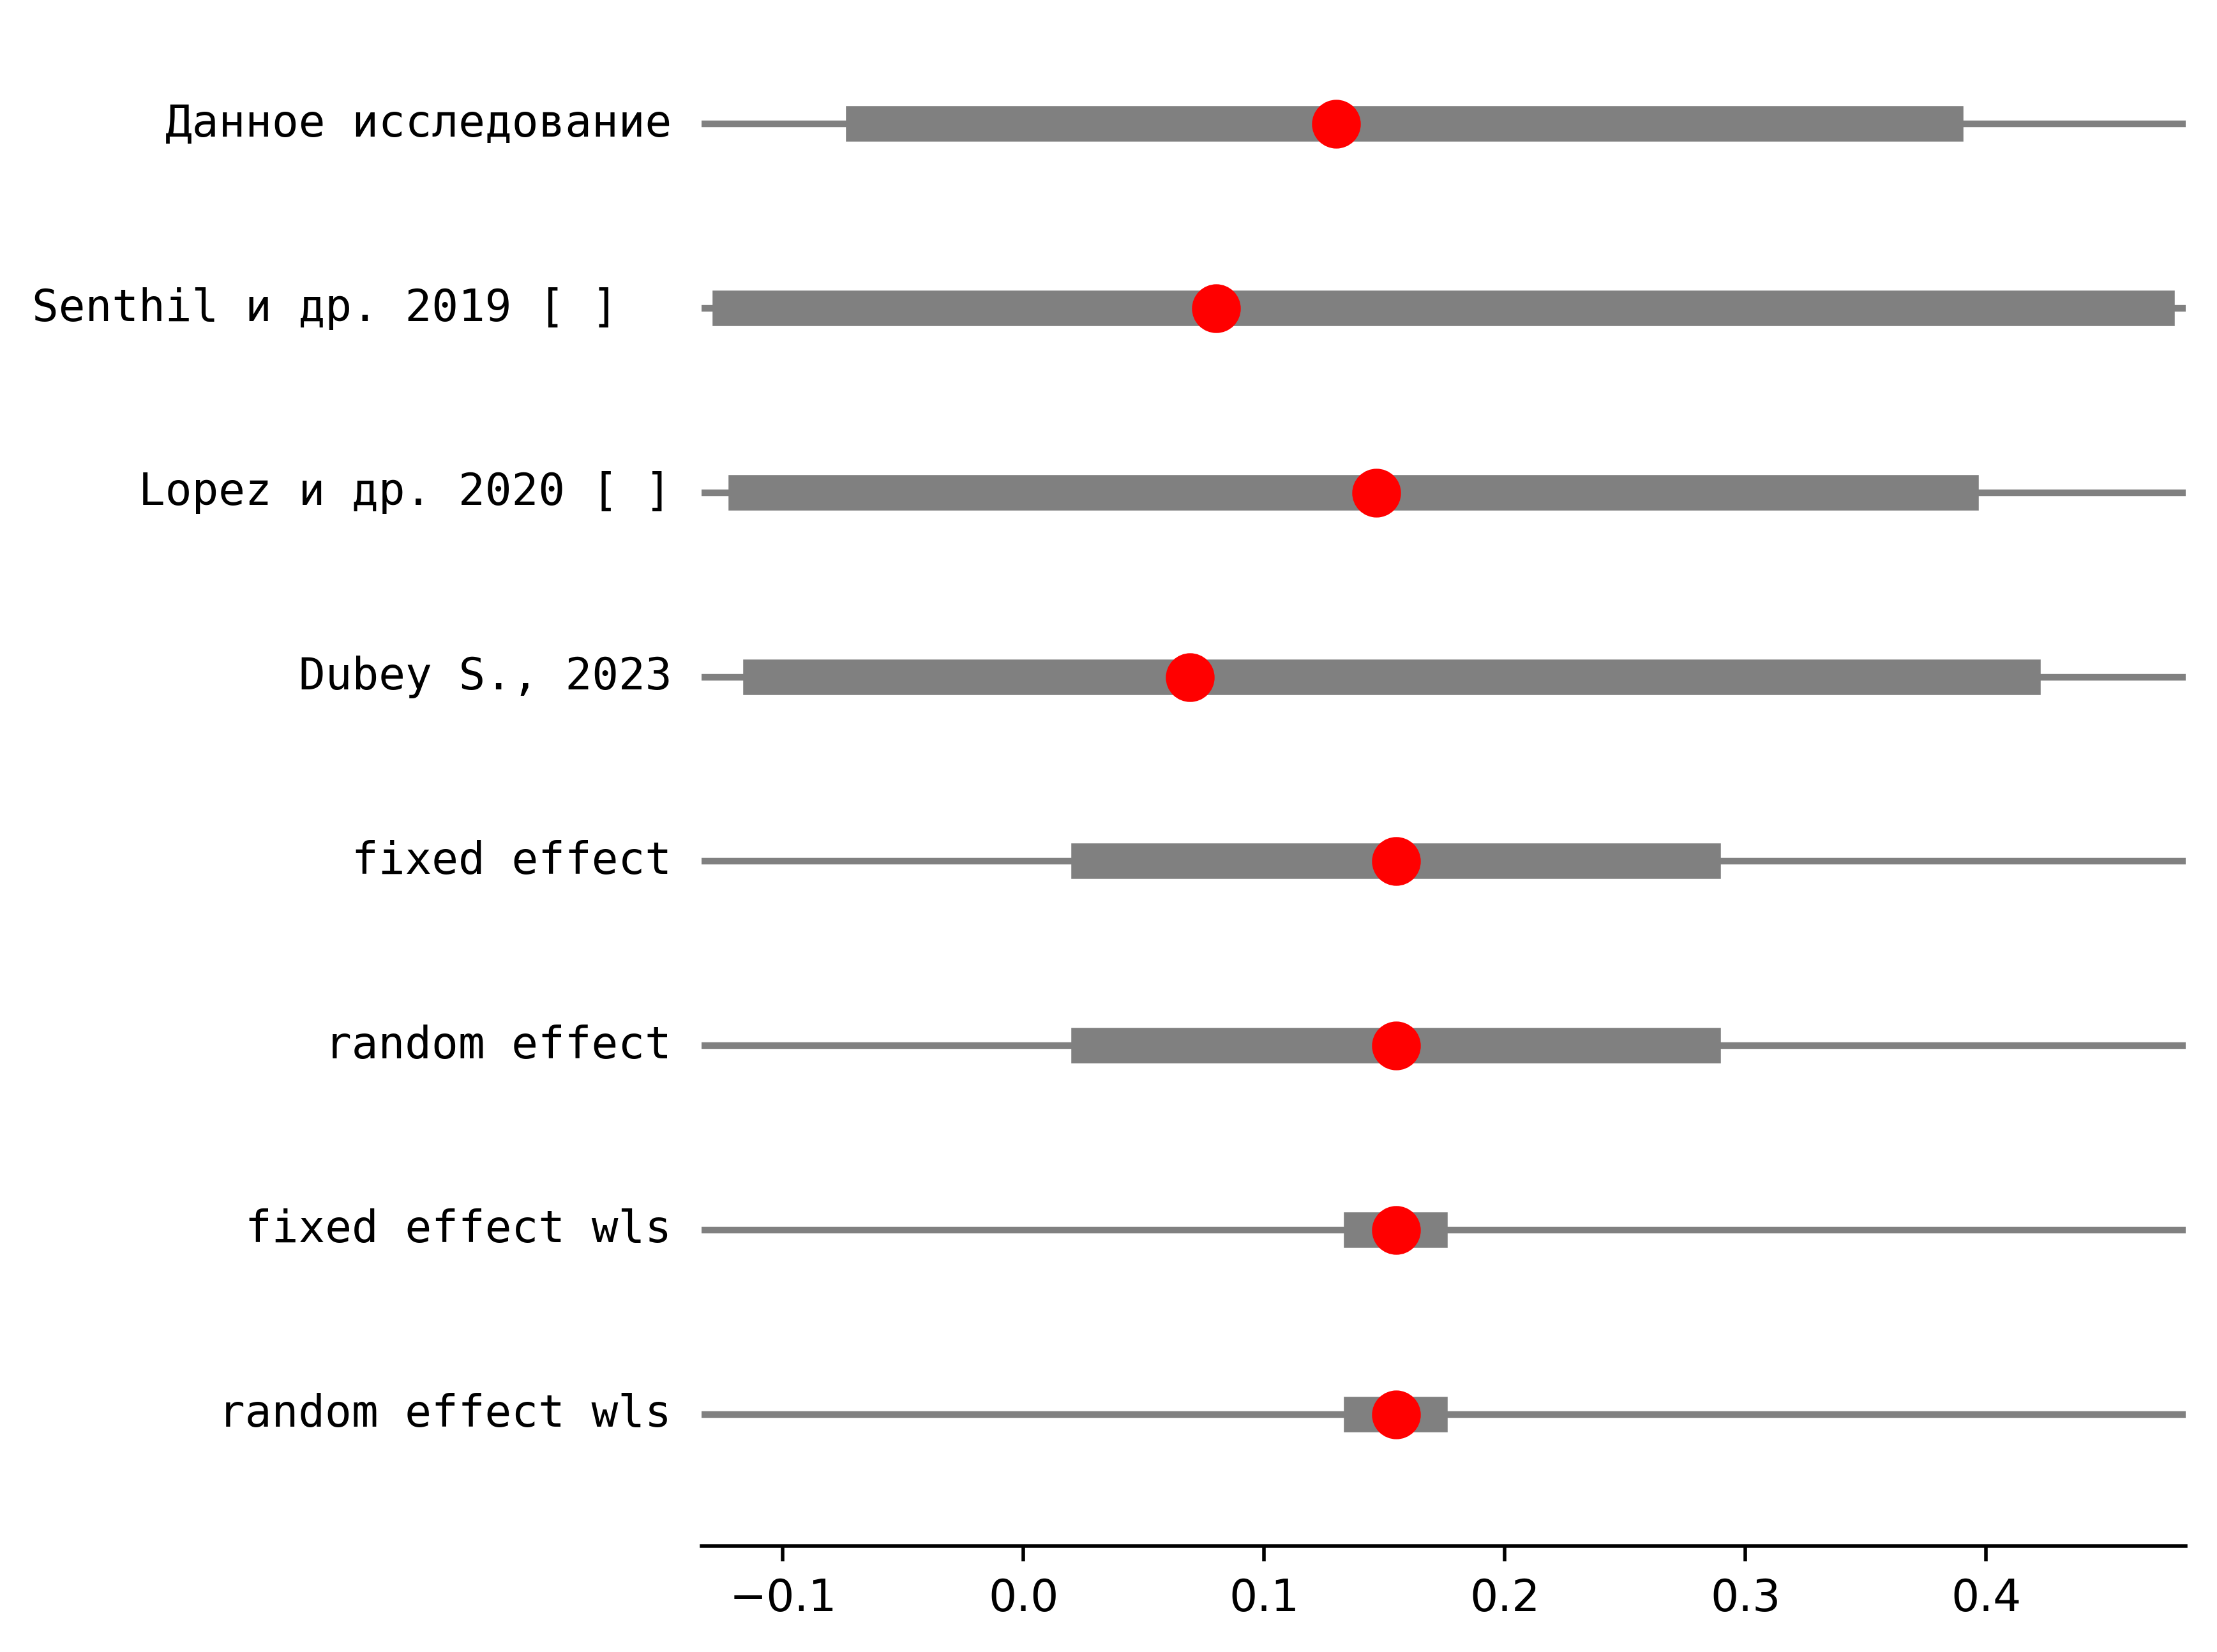 Данное исследование
Senthil и др. 2019 [ ]
Lopez и др. 2020 [ ]
Dubey S., 2023
fixed effect
random effect
fixed effect wls
random effect wls
−0.1 0.0 0.1 0.2 0.3 0.4